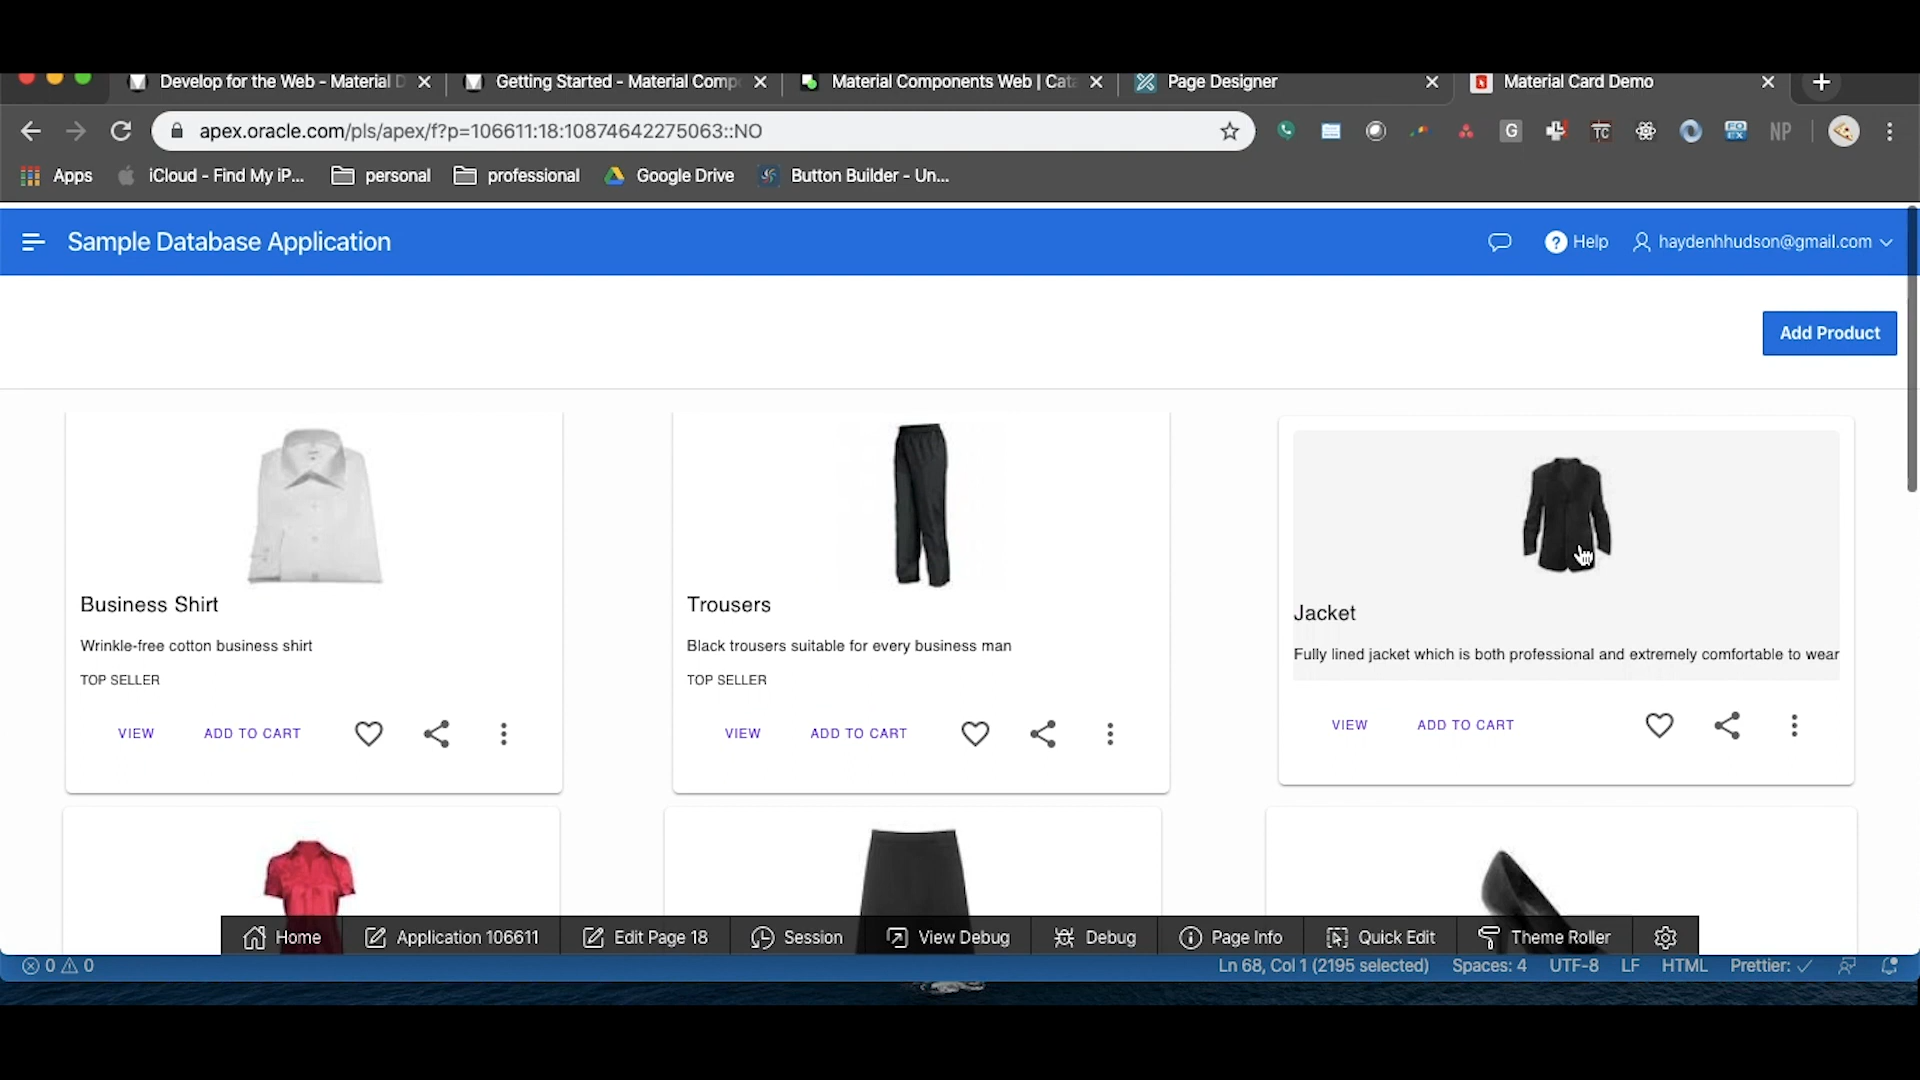 Develop for the Web - Material D
Getting Started - Material Comp
Material Components Web | Cata
Page Designer
Material Card Demo
apex.oracle.com/pls/apex/f?p=106611:18:10874642275063::NO
G
TC
NP
Apps
iCloud - Find My iP...
personal
professional
Google Drive
Button Builder - Un...
Sample Database Application
? Help
haydenhhudson@gmail.com
Add Product
Business Shirt
Wrinkle-free cotton business shirt
TOP SELLER
VIEW
ADD TO CART
Trousers
Black trousers suitable for every business man
TOP SELLER
VIEW
ADD TO CART
Jacket
Fully lined jacket which is both professional and extremely comfortable to wear
VIEW
ADD TO CART
Home
Application 106611
Edit Page 18
Session
View Debug
Debug
Page Info
Quick Edit
Theme Roller
0
0
Ln 68, Col 1 (2195 selected)
Spaces: 4
UTF-8
LF
HTML
Prettier: ✓